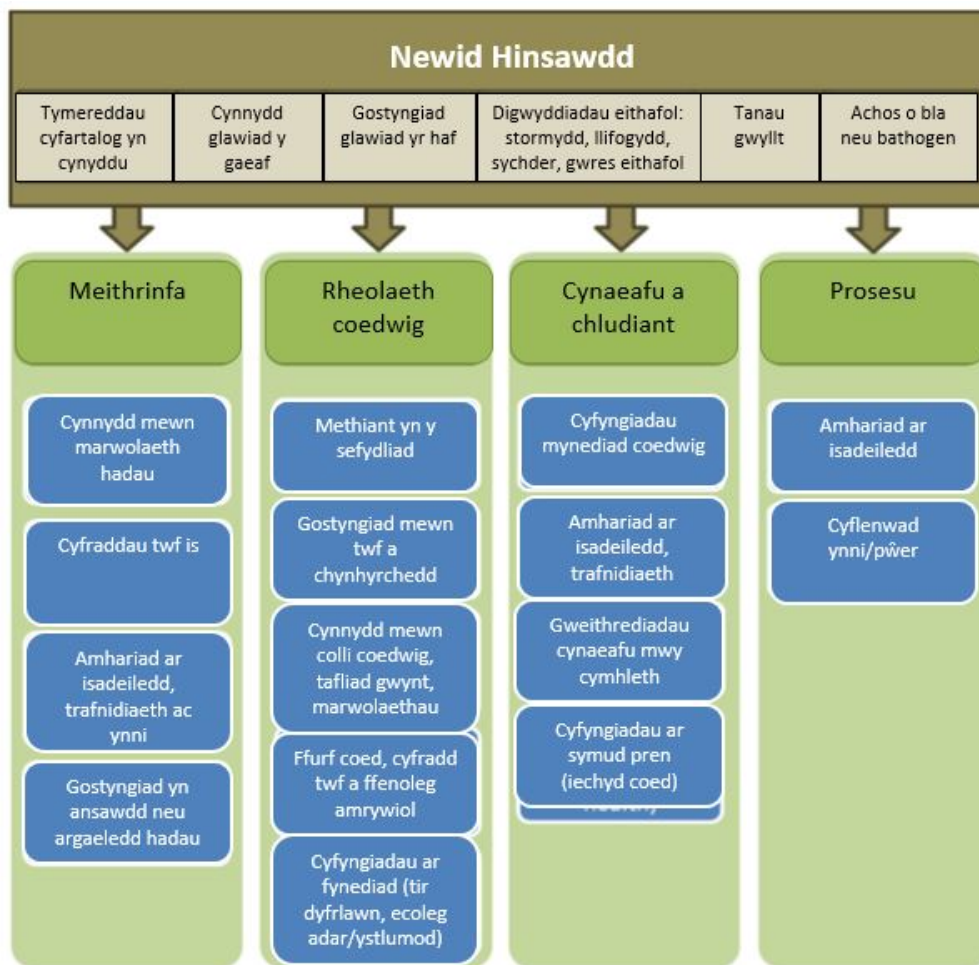 Newid Hinsawdd
Tymereddau
cyfartalog yn
cynyddu
Cynnydd
glawiad y
gaeaf
Gostyngiad
glawiad yr haf
Digwyddiadau eithafol:
stormydd, llifogydd,
sychder, gwres eithafol
Tanau
gwyllt
Achos o bla
neu bathogen
Meithrinfa
Cynnydd mewn
marwolaeth
hadau
Cyfraddau twf is
Amhariad ar
isadeiledd,
trafnidiaeth ac
ynni
Gostyngiad yn
ansawdd neu
argaeledd hadau
Rheolaeth
coedwig
Methiant yn y
sefydliad
Gostyngiad mewn
twf a
chynhyrchedd
Cynnydd mewn
colli coedwig,
tafliad gwynt,
marwolaethau
Ffurf coed, cyfradd
twf a ffenoleg
amrywiol
Cyfyngiadau ar
fynediad (tir
dyfrlawn, ecoleg
adar/ystlumod)
Cynaeafu a
chludiant
Cyfyngiadau
mynediad coedwig
Amhariad ar
isadeiledd,
trafnidiaeth
Gweithrediadau
cynaeafu mwy
cymhleth
Cyfyngiadau ar
symud pren
(iechyd coed)
Prosesu
Amhariad ar
isadeiledd
Cyflenwad
ynni/pŵer